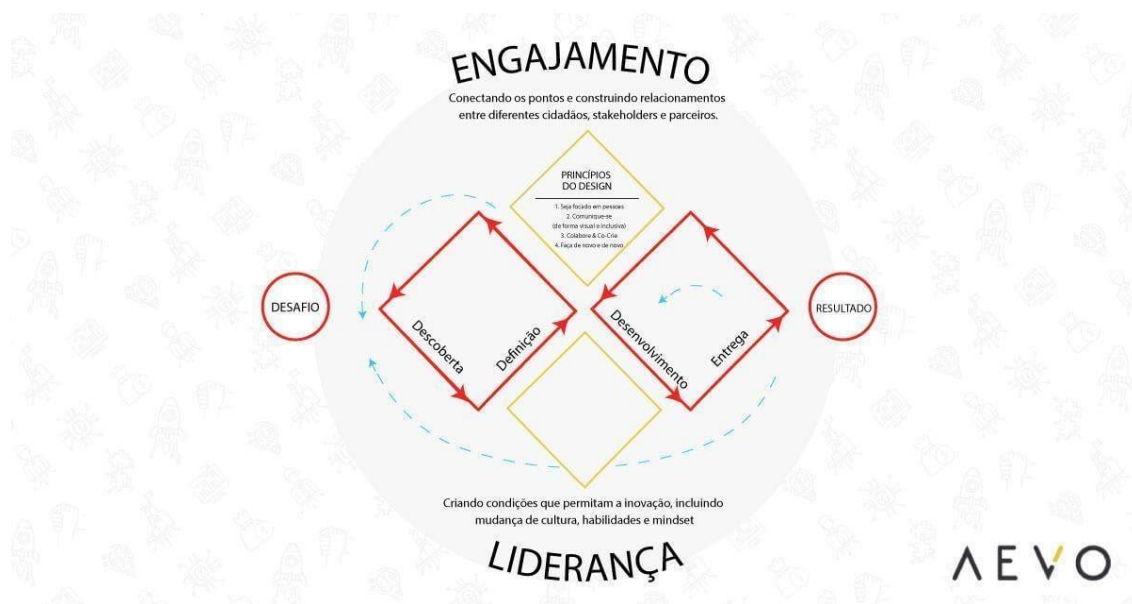 ENGAJAMENTO
Conectando os pontos e construindo relacionamentos
entre diferentes cidadãos, stakeholders e parceiros.
PRINCÍPIOS
DO DESIGN
1. Seja focado em pessoas
2. Comunique-se
(de forma visual e inclusiva)
3. Colabore & Co-Crie
4. Faça de novo e de novo
DESAFIO
Descoberta
Definição
Desenvolvimento
Entrega
RESULTADO
Criando condições que permitam a inovação, incluindo
mudança de cultura, habilidades e mindset
LIDERANÇA
AEVO